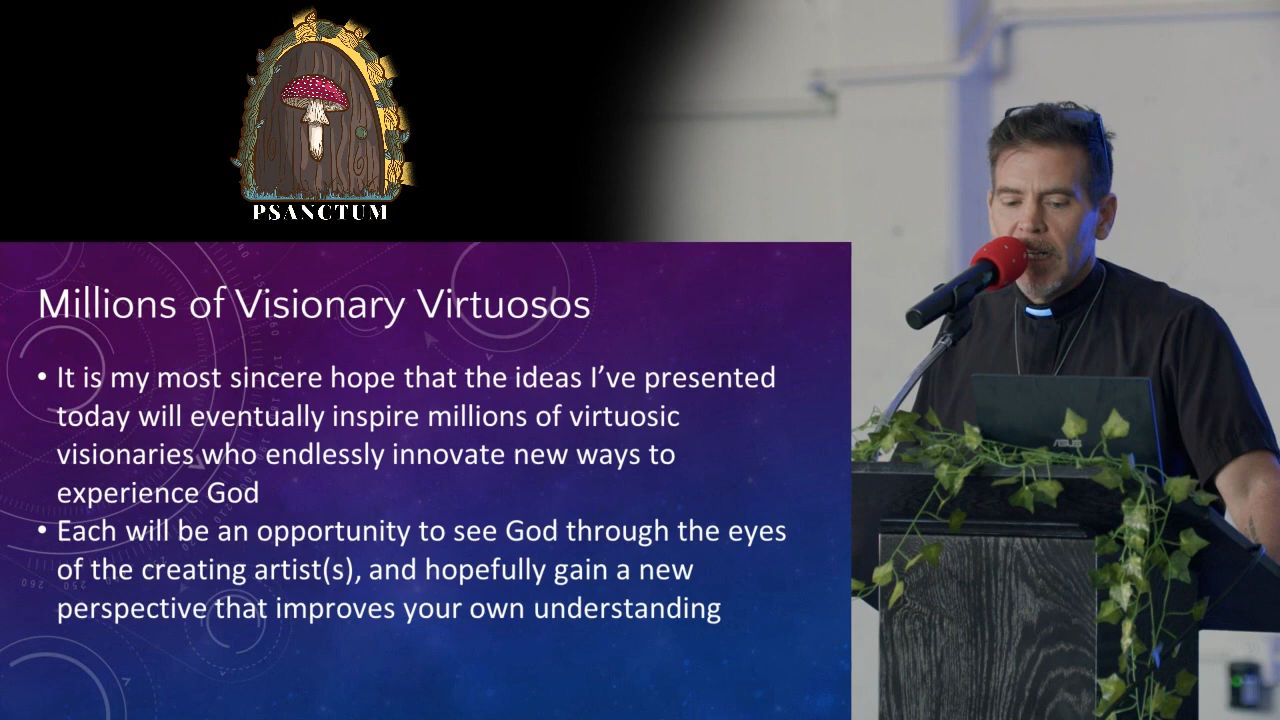 PSANCTUM
Millions of Visionary Virtuosos
• It is my most sincere hope that the ideas I've presented
today will eventually inspire millions of virtuosic
visionaries who endlessly innovate new ways to
experience God
• Each will be an opportunity to see God through the eyes
of the creating artist(s), and hopefully gain a new
perspective that improves your own understanding
ASUS
260